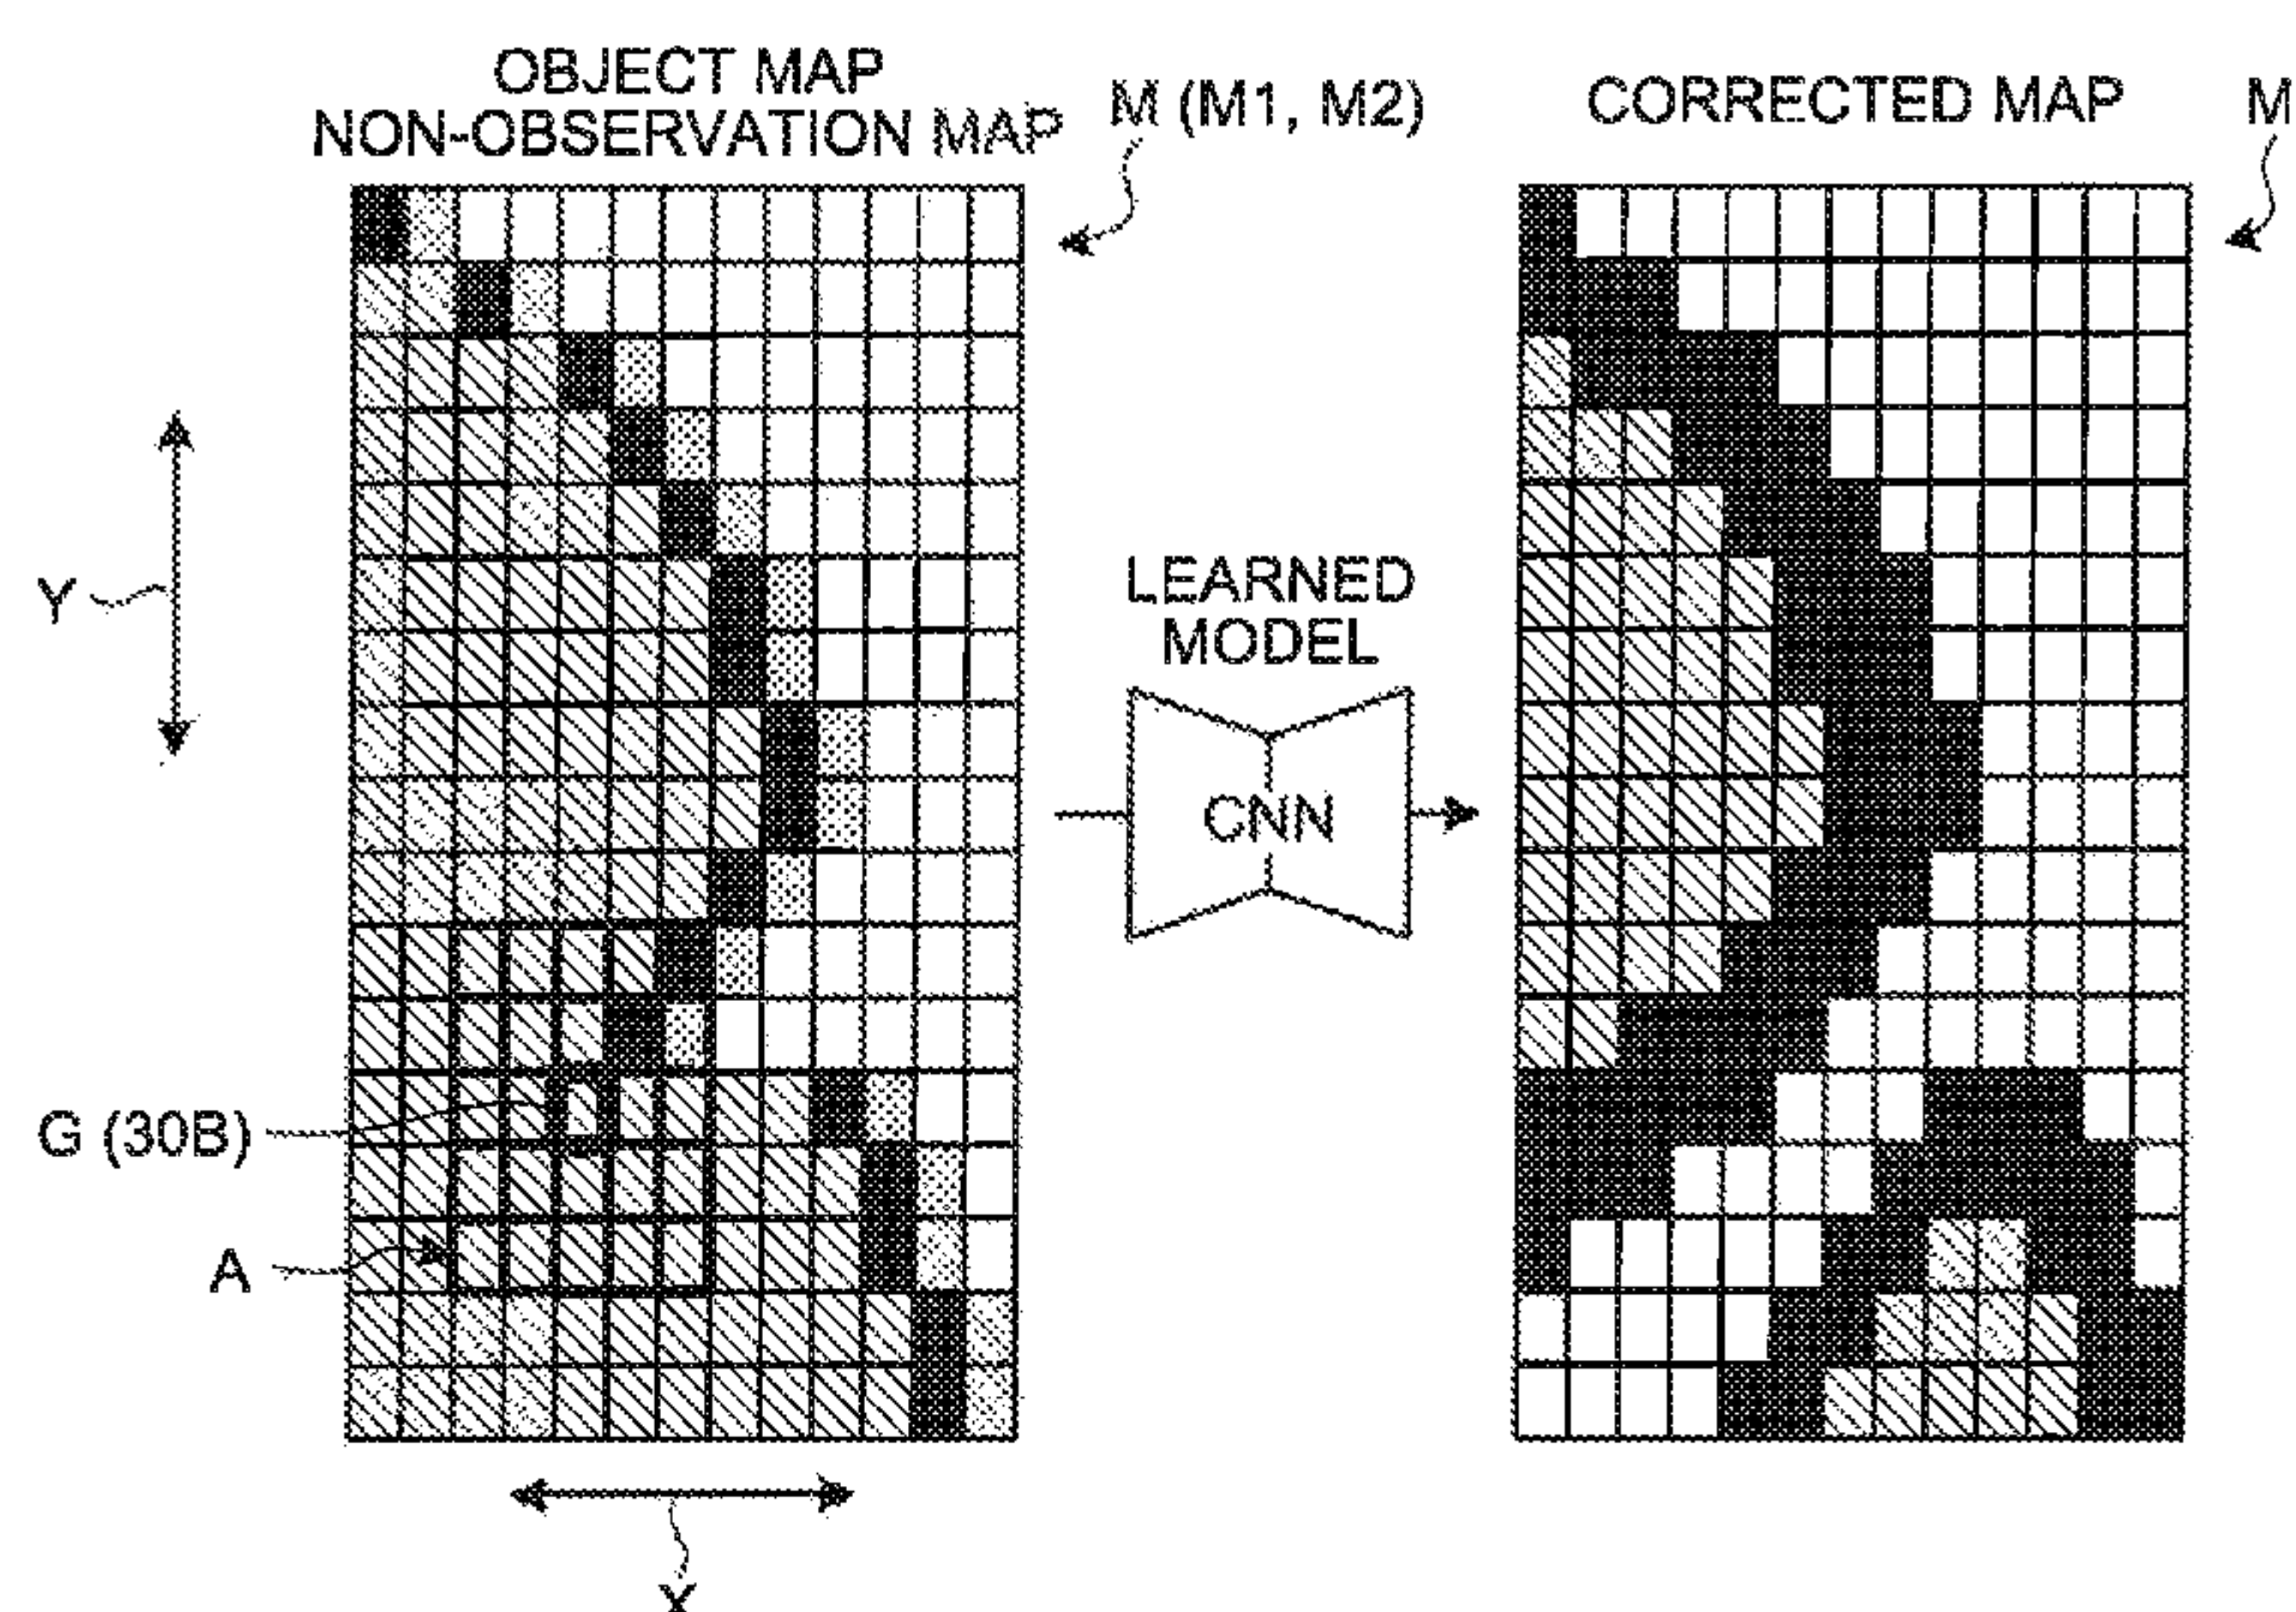 OBJECT MAP
NON-OBSERVATION MAP
M (M1, M2)
CORRECTED MAP
M
Y
LEARNED
MODEL
CNN
G (30B)
A
X